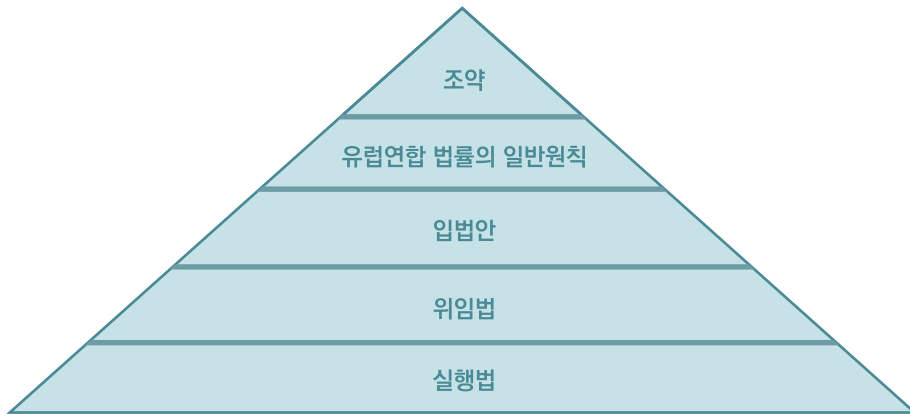 조약
유럽연합 법률의 일반원칙
입법안
위임법
실행법